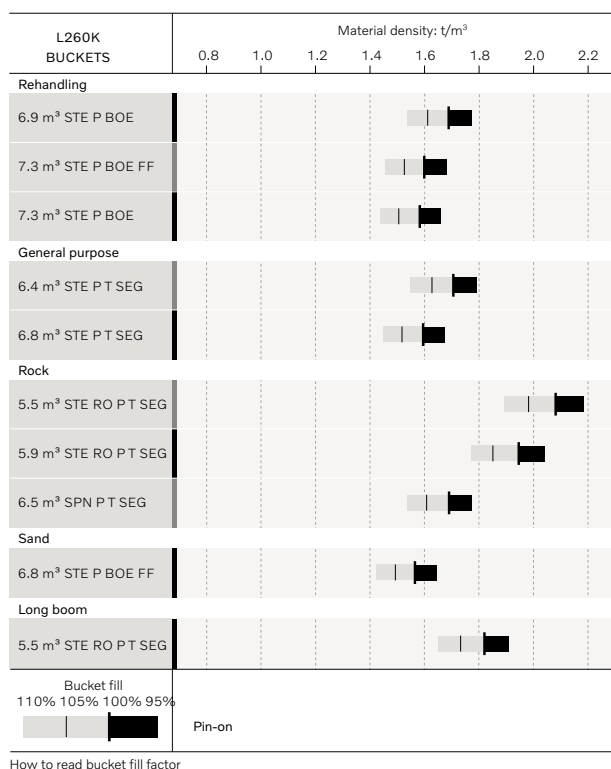 L260K
BUCKETS
Material density: t/m³
0.8 1.0 1.2 1.4 1.6 1.8 2.0 2.2
Rehandling
6.9 m³ STE P BOE
7.3 m³ STE P BOE FF
7.3 m³ STE P BOE
General purpose
6.4 m³ STE P T SEG
6.8 m³ STE P T SEG
Rock
5.5 m³ STE RO P T SEG
5.9 m³ STE RO P T SEG
6.5 m³ SPN P T SEG
Sand
6.8 m³ STE P BOE FF
Long boom
5.5 m³ STE RO P T SEG
Bucket fill
110% 105% 100% 95%
Pin-on
How to read bucket fill factor